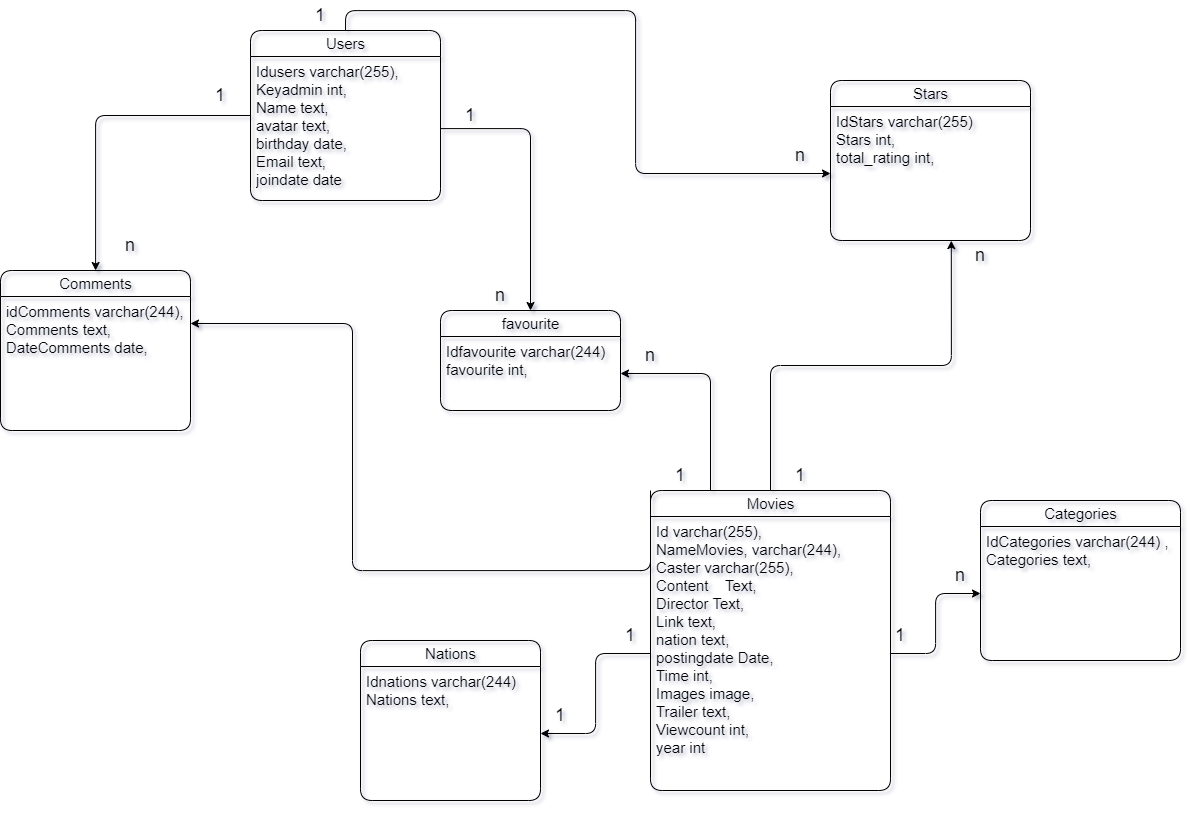 1
Users
Idusers varchar(255),
Keyadmin int,
Name text,
avatar text,
birthday date,
Email text,
joindate date
1
1
n
Stars
IdStars varchar(255)
Stars int,
total_rating int,
n
n
Comments
idComments varchar(244),
Comments text,
DateComments date,
n
favourite
Idfavourite varchar(244)
favourite int,
n
1
1
Movies
Id varchar(255),
NameMovies, varchar(244),
Caster varchar(255),
Content    Text,
Director Text,
Link text,
nation text,
postingdate Date,
Time int,
Images image,
Trailer text,
Viewcount int,
year int
Categories
IdCategories varchar(244) ,
Categories text,
n
1
1
Nations
Idnations varchar(244)
Nations text,
1